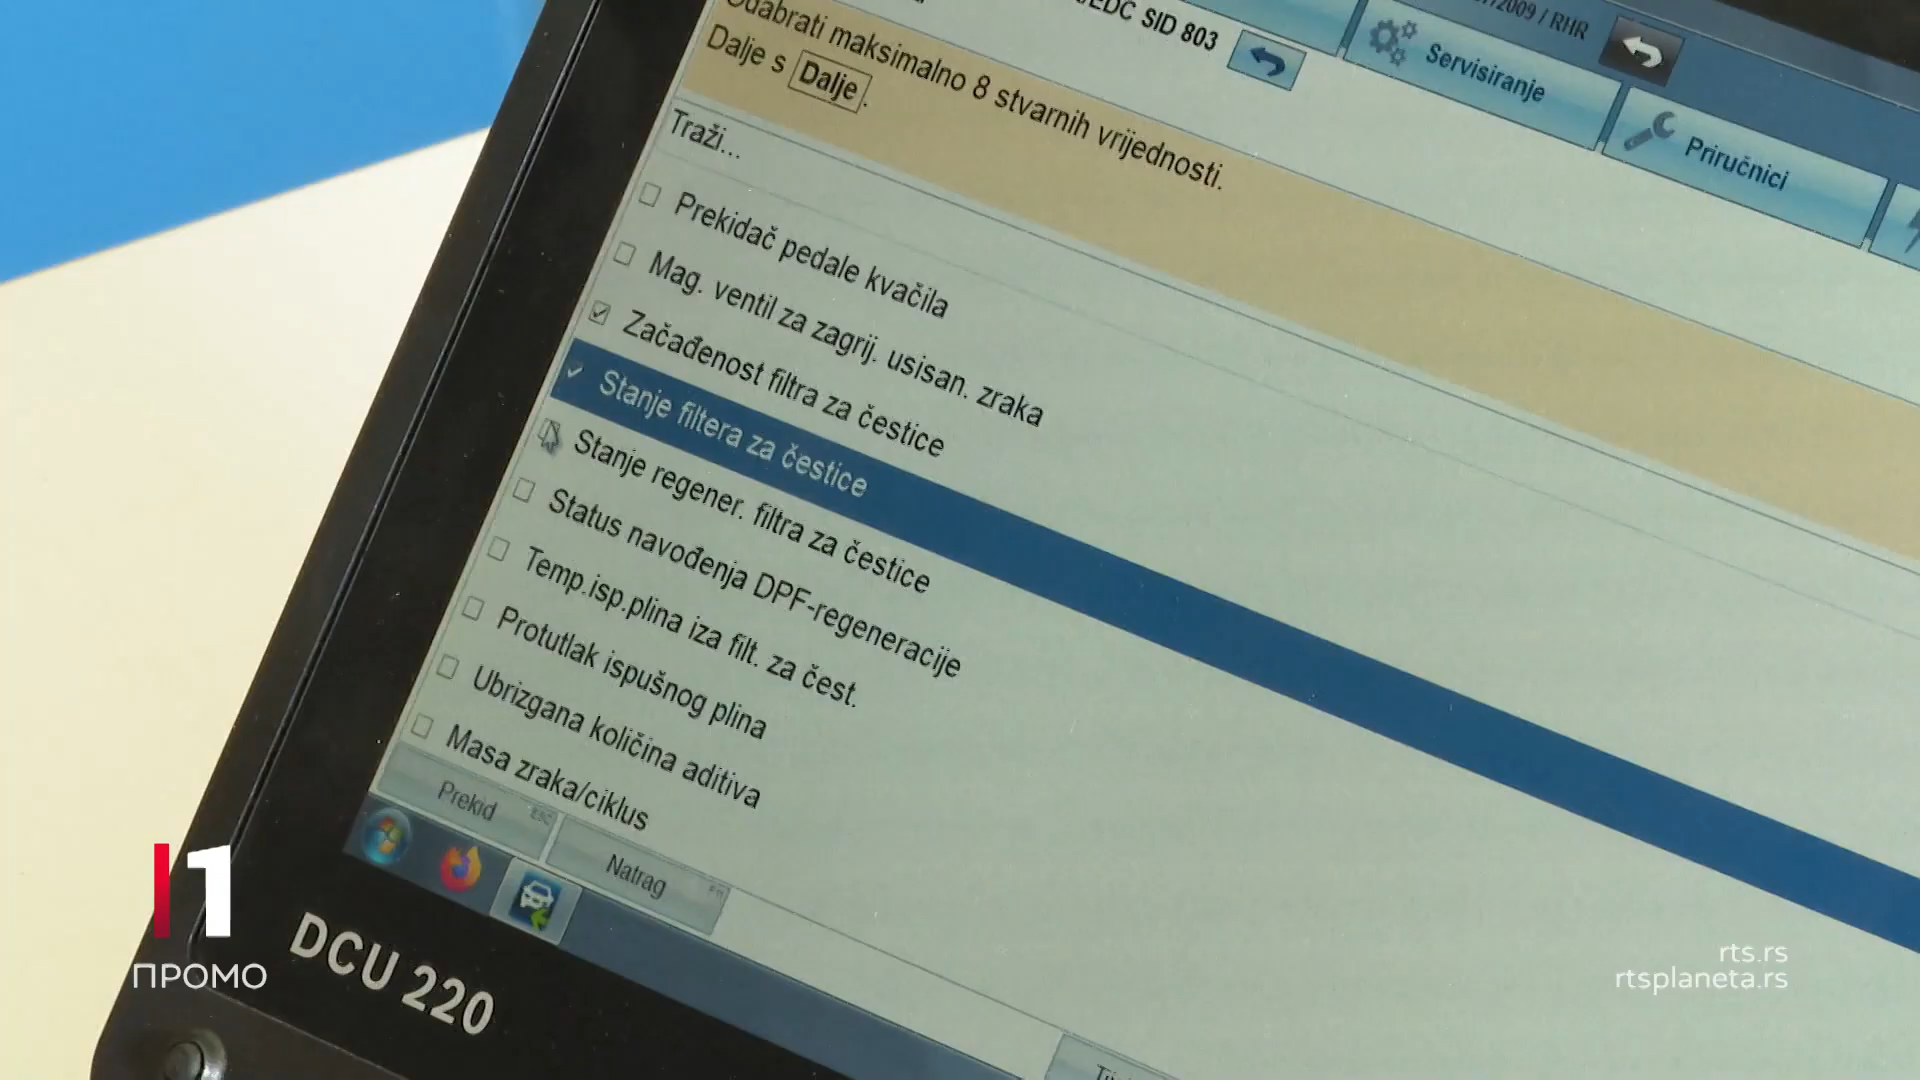 EDC SID 803
/2009 / RHR
Servisiranje
Priručnici
Odabrati maksimalno 8 stvarnih vrijednosti.
Dalje s Dalje.
Traži...
Prekidač pedale kvačila
Mag. ventil za zagrij. usisan. zraka
Začađenost filtra za čestice
Stanje filtera za čestice
Stanje regener. filtra za čestice
Status navođenja DPF-regeneracije
Temp.isp.plina iza filt. za čest.
Protutlak ispušnog plina
Ubrizgana količina aditiva
Masa zraka/ciklus
Prekid ESC
Natrag
DCU 220
1
ПРОМО
rts.rs
rtsplaneta.rs